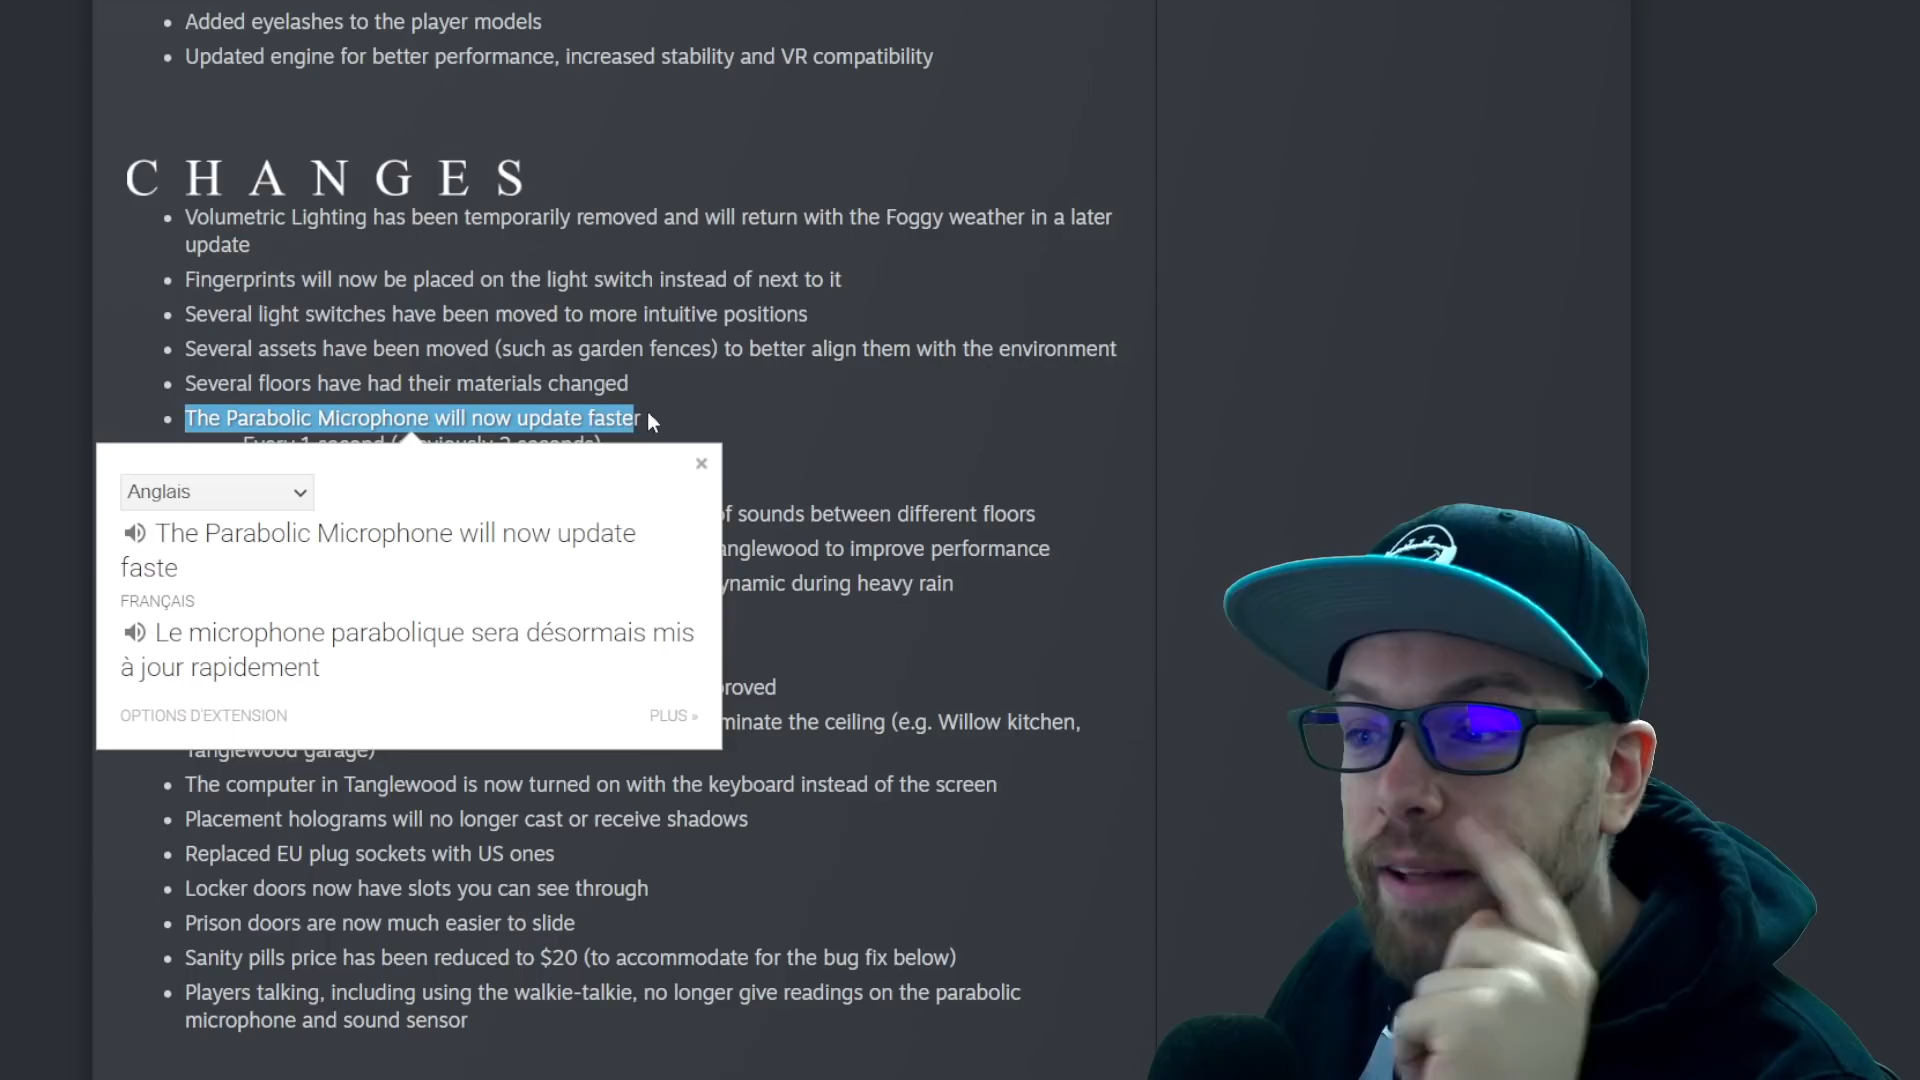 Added eyelashes to the player models
Updated engine for better performance, increased stability and VR compatibility
CHANGES
Volumetric Lighting has been temporarily removed and will return with the Foggy weather in a later
update
Fingerprints will now be placed on the light switch instead of next to it
Several light switches have been moved to more intuitive positions
Several assets have been moved (such as garden fences) to better align them with the environment
Several floors have had their materials changed
The Parabolic Microphone will now update faster
Every 1 second (previously 2 seconds)
Anglais
The Parabolic Microphone will now update
faste
FRANÇAIS
Le microphone parabolique sera désormais mis
à jour rapidement
OPTIONS D'EXTENSION
PLUS »
of sounds between different floors
anglewood to improve performance
ynamic during heavy rain
roved
minate the ceiling (e.g. Willow kitchen,
Tanglewood garage)
The computer in Tanglewood is now turned on with the keyboard instead of the screen
Placement holograms will no longer cast or receive shadows
Replaced EU plug sockets with US ones
Locker doors now have slots you can see through
Prison doors are now much easier to slide
Sanity pills price has been reduced to $20 (to accommodate for the bug fix below)
Players talking, including using the walkie-talkie, no longer give readings on the parabolic
microphone and sound sensor